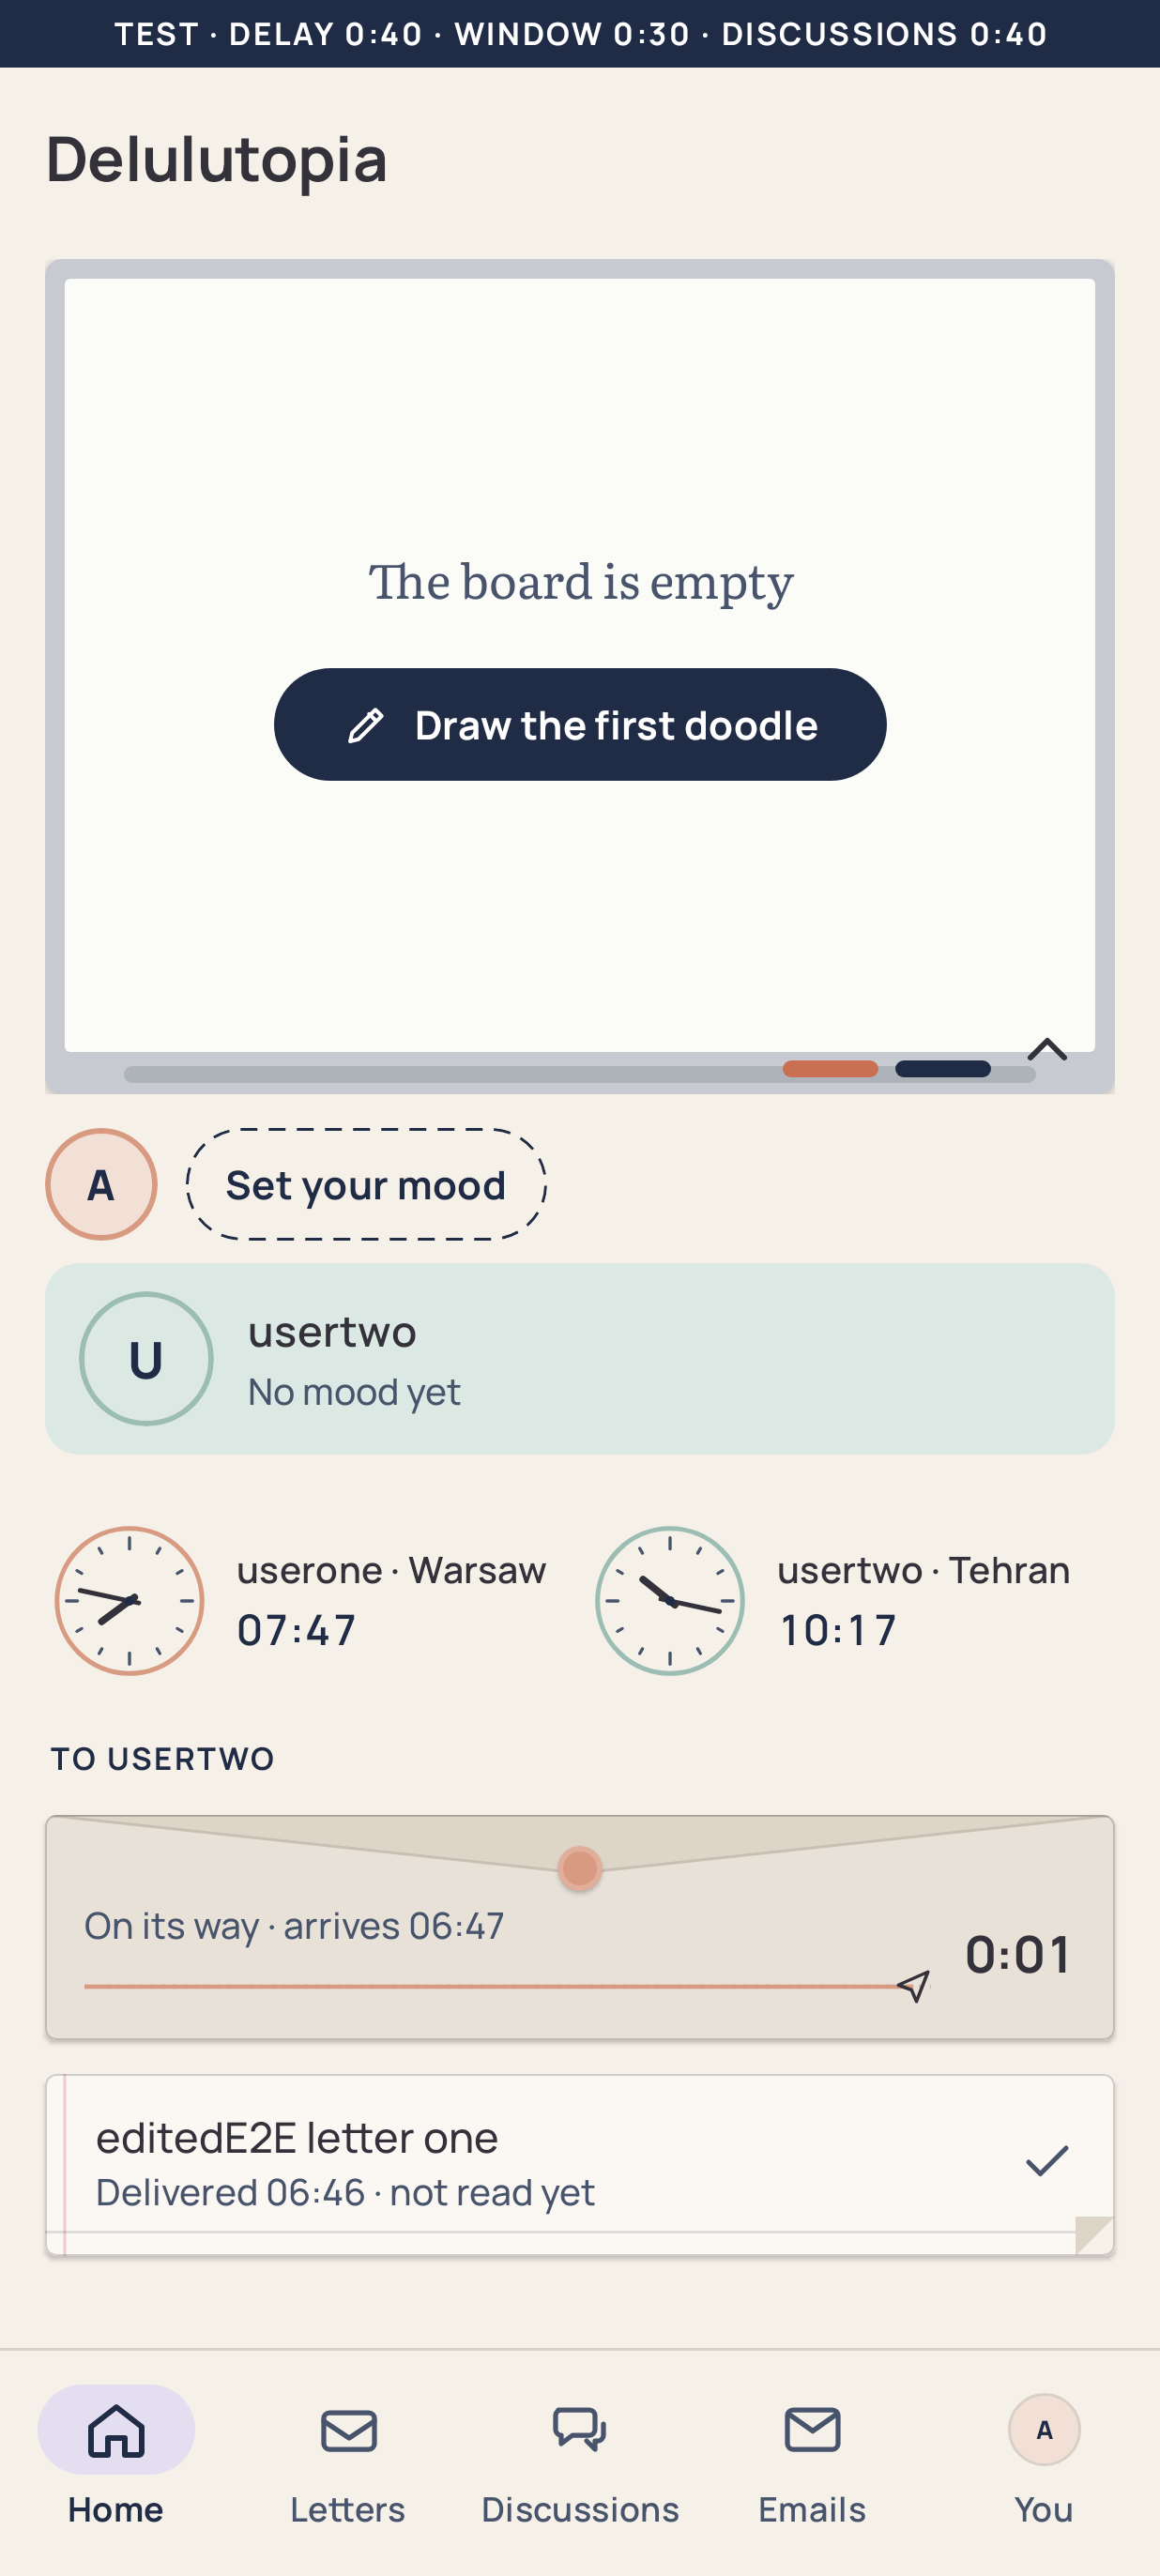 TEST · DELAY 0:40 · WINDOW 0:30 · DISCUSSIONS 0:40
Delulutopia
The board is empty
Draw the first doodle
A
Set your mood
U
usertwo
No mood yet
userone · Warsaw
07:47
usertwo · Tehran
10:17
TO USERTWO
On its way · arrives 06:47
0:01
editedE2E letter one
Delivered 06:46 · not read yet
A
Home
Letters
Discussions
Emails
You